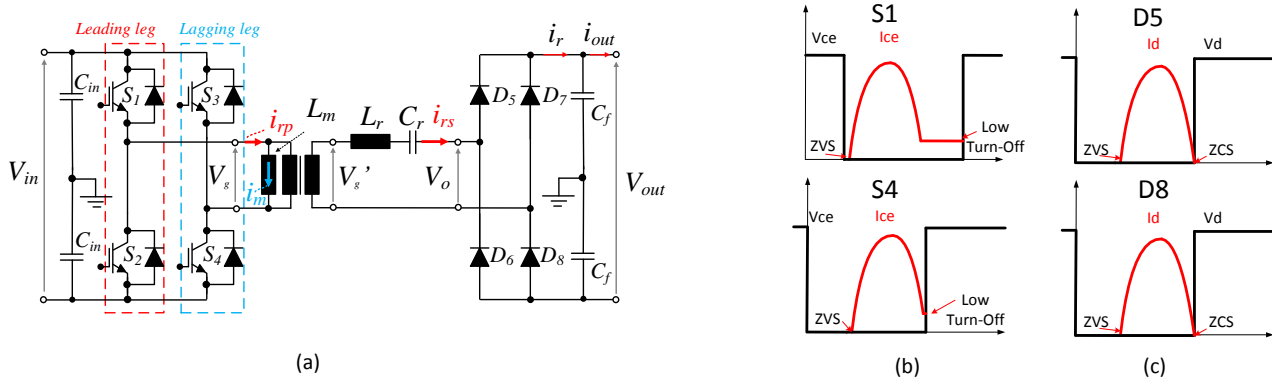 Leading leg
Lagging leg
i_r
i_out
C_in
S_1
S_3
D_5
D_7
C_f
i_rp
L_m
L_r
C_r
i_rs
V_in
V_g
i_m
V_g'
V_o
V_out
C_in
S_2
S_4
D_6
D_8
C_f
(a)
S1
Vce
Ice
ZVS
Low
Turn-Off
S4
Vce
Ice
ZVS
Low
Turn-Off
(b)
D5
Id
Vd
ZVS
ZCS
D8
Id
Vd
ZVS
ZCS
(c)